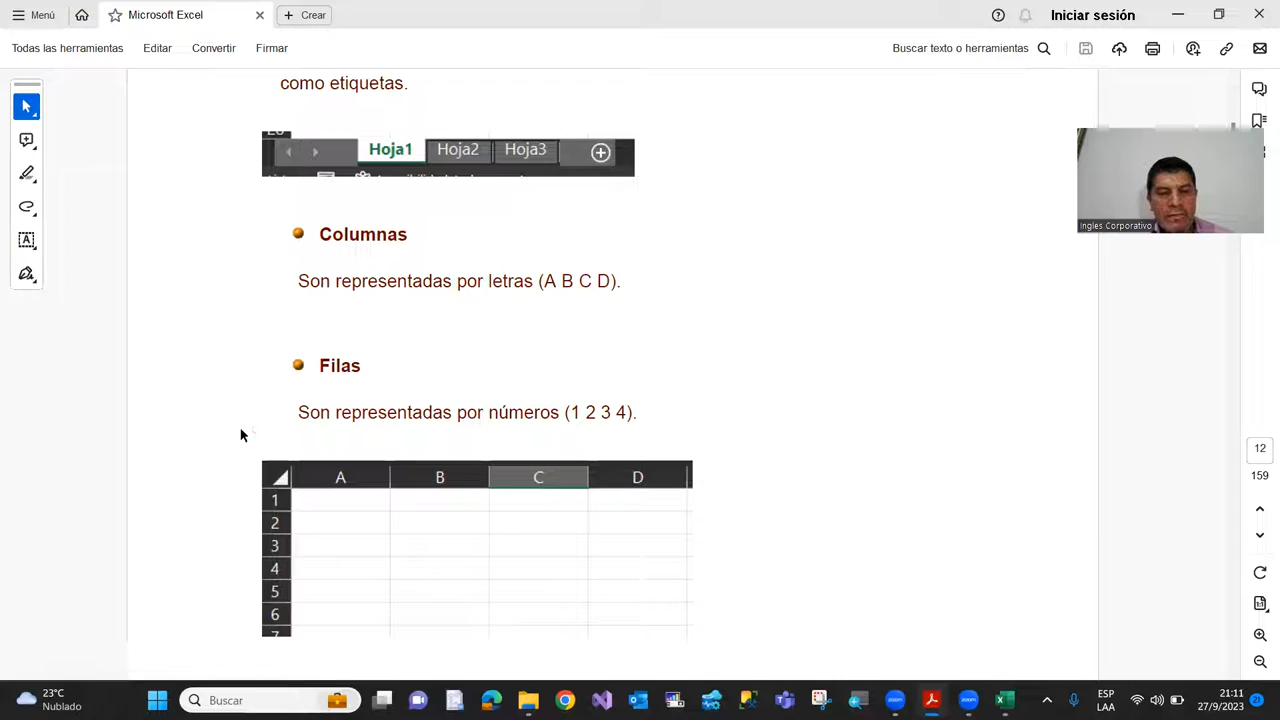 Menú
Microsoft Excel
Crear
Iniciar sesión
Todas las herramientas
Editar
Convertir
Firmar
Buscar texto o herramientas
como etiquetas.
Hoja1
Hoja2
Hoja3
Columnas
Son representadas por letras (A B C D).
Filas
Son representadas por números (1 2 3 4).
A B C D
1
2
3
4
5
6
7
Ingles Corporativo
12
159
23°C
Nublado
Buscar
ESP
LAA
21:11
27/9/2023